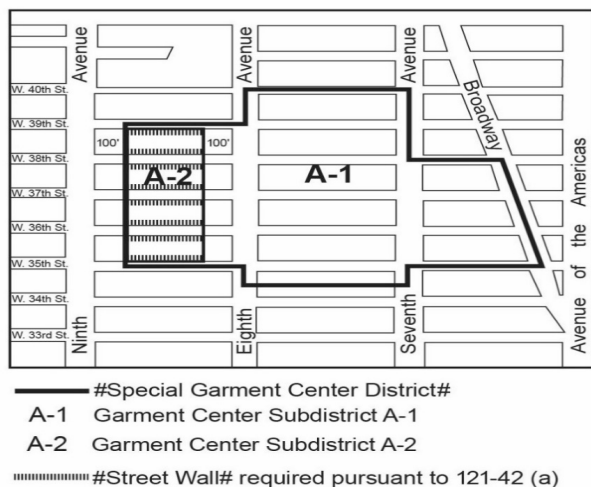 Avenue
Avenue
W. 40th St.
Broadway
W. 39th St.
100'
100'
W. 38th St.
A-2
A-1
W. 37th St.
W. 36th St.
W. 35th St.
W. 34th St.
W. 33rd St.
Ninth
Eighth
Seventh
Avenue of the Americas
#Special Garment Center District#
A-1 Garment Center Subdistrict A-1
A-2 Garment Center Subdistrict A-2
#Street Wall# required pursuant to 121-42 (a)